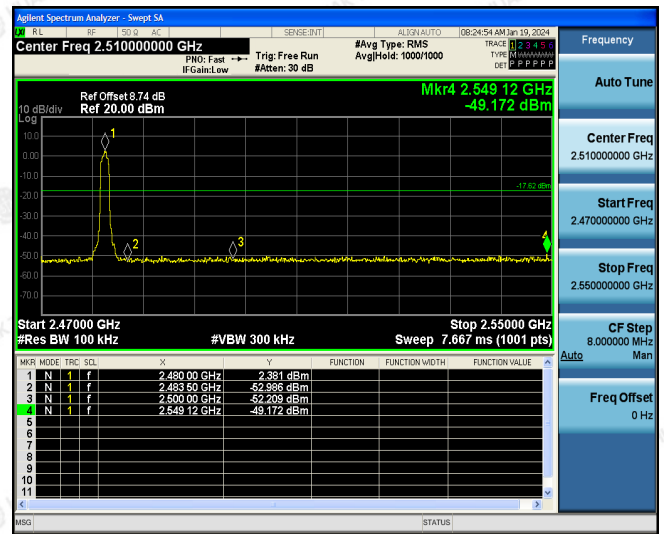 Agilent Spectrum Analyzer - Swept SA
LXI RL RF 50 Ω AC SENSE:INT ALIGN AUTO 08:24:54 AM Jan 19, 2024
Center Freq 2.510000000 GHz
PNO: Fast
IFGain:Low
Trig: Free Run
#Atten: 30 dB
#Avg Type: RMS
Avg|Hold: 1000/1000
TRACE 1 2 3 4 5 6
TYPE M
DET P P P P P P
Ref Offset 8.74 dB
Ref 20.00 dBm
10 dB/div
Log
Mkr4 2.549 12 GHz
-49.172 dBm
10.0
0.00
-10.0
-20.0
-30.0
-40.0
-50.0
-60.0
-70.0
1
2
3
4
-17.62 dBm
Start 2.47000 GHz
Stop 2.55000 GHz
#Res BW 100 kHz
#VBW 300 kHz
Sweep 7.667 ms (1001 pts)
MKR MODE TRC SCL X Y FUNCTION FUNCTION WIDTH FUNCTION VALUE
1 N 1 f 2.480 00 GHz 2.381 dBm
2 N 1 f 2.483 50 GHz -52.986 dBm
3 N 1 f 2.500 00 GHz -52.209 dBm
4 N 1 f 2.549 12 GHz -49.172 dBm
5
6
7
8
9
10
11
MSG
STATUS
Frequency
Auto Tune
Center Freq
2.510000000 GHz
Start Freq
2.470000000 GHz
Stop Freq
2.550000000 GHz
CF Step
8.000000 MHz
Auto Man
Freq Offset
0 Hz